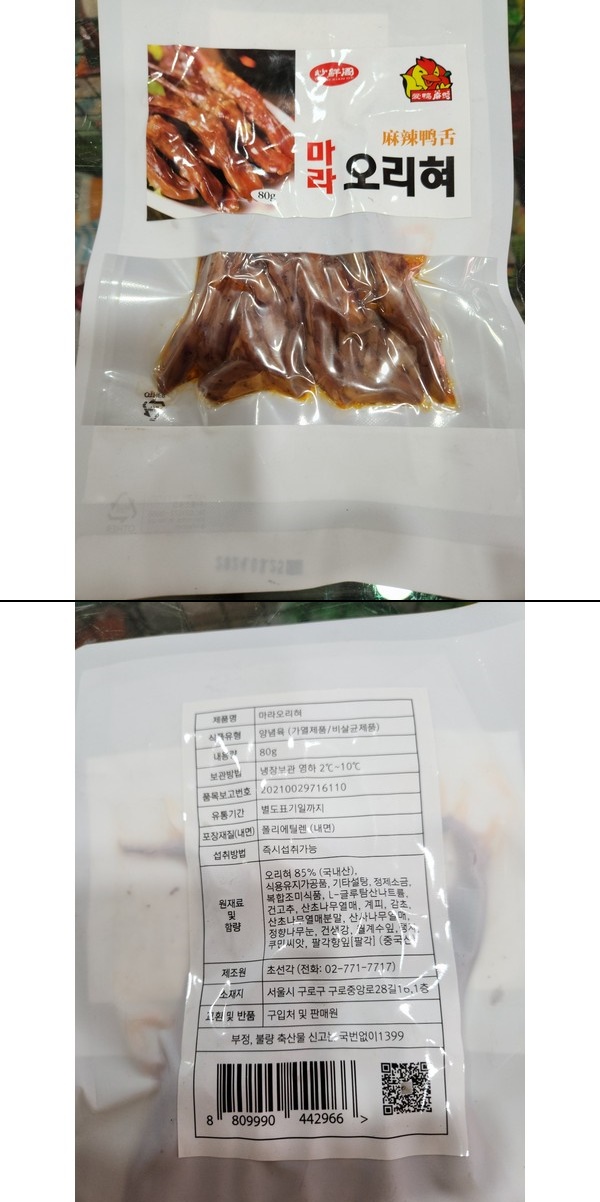 麻辣鸭舌
마라
오리혀
80g
제품명 마라오리혀
식품유형 양념육 (가열제품/비살균제품)
내용량 80g
보관방법 냉장보관 영하 2℃~10℃
품목보고번호 20210029716110
유통기간 별도표기일까지
포장재질(내면) 폴리에틸렌 (내면)
섭취방법 즉시섭취가능
원재료 및 함량
오리혀 85% (국내산),
식용유지가공품, 기타설탕, 정제소금,
복합조미식품, L-글루탐산나트륨,
건고추, 산초나무열매, 계피, 감초,
산초나무열매분말, 산사나무열매,
정향나무눈, 건생강, 월계수잎,
쿠민씨앗, 팔각향잎[팔각] (중국산)
제조원 초선각 (전화: 02-771-7717)
소재지 서울시 구로구 구로중앙로28길16,1층
교환 및 반품 구입처 및 판매원
부정, 불량 축산물 신고는 국번없이1399
8 809990 442966 >